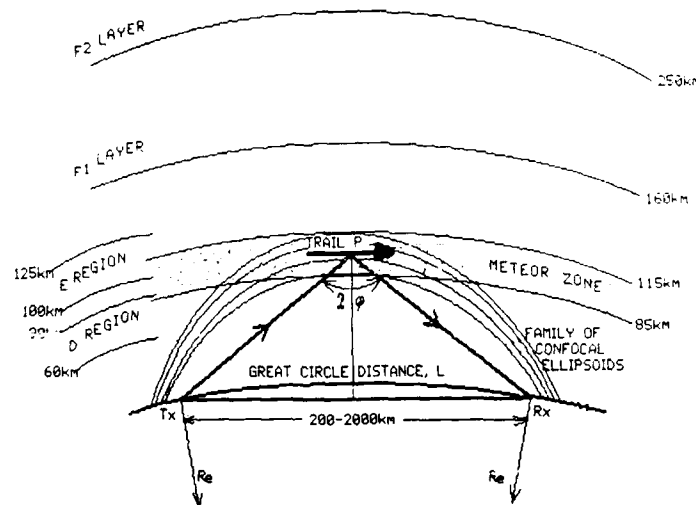 F2 LAYER
250km
F1 LAYER
160km
TRAIL P
125km
E REGION
METEOR ZONE
115km
100km
D REGION
85km
2 φ
FAMILY OF
CONFOCAL
ELLIPSOIDS
60km
GREAT CIRCLE DISTANCE, L
Tx
200-2000km
Rx
Re
Re